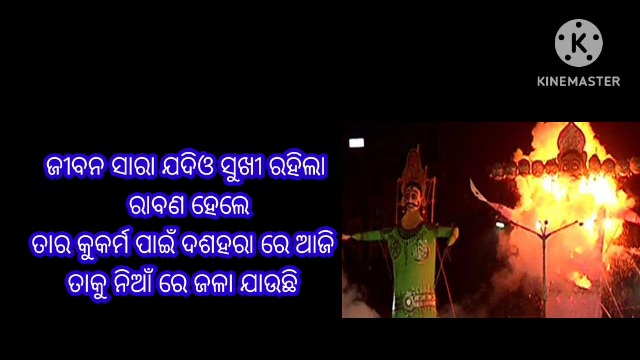 KINEMASTER
ଜୀବନ ସାରା ଯଦିଓ ସୁଖୀ ରହିଲା
ରାବଣ ହେଲେ
ତାର କୁକର୍ମ ପାଇଁ ଦଶହରା ରେ ଆଜି
ତାକୁ ନିଆଁ ରେ ଜଳା ଯାଉଛି